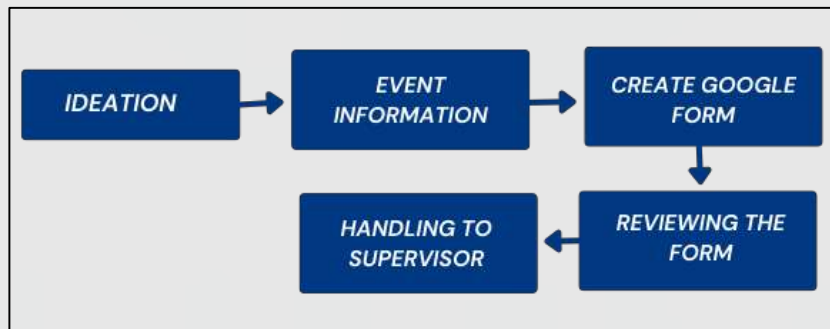 IDEATION
EVENT
INFORMATION
CREATE GOOGLE
FORM
REVIEWING THE
FORM
HANDLING TO
SUPERVISOR